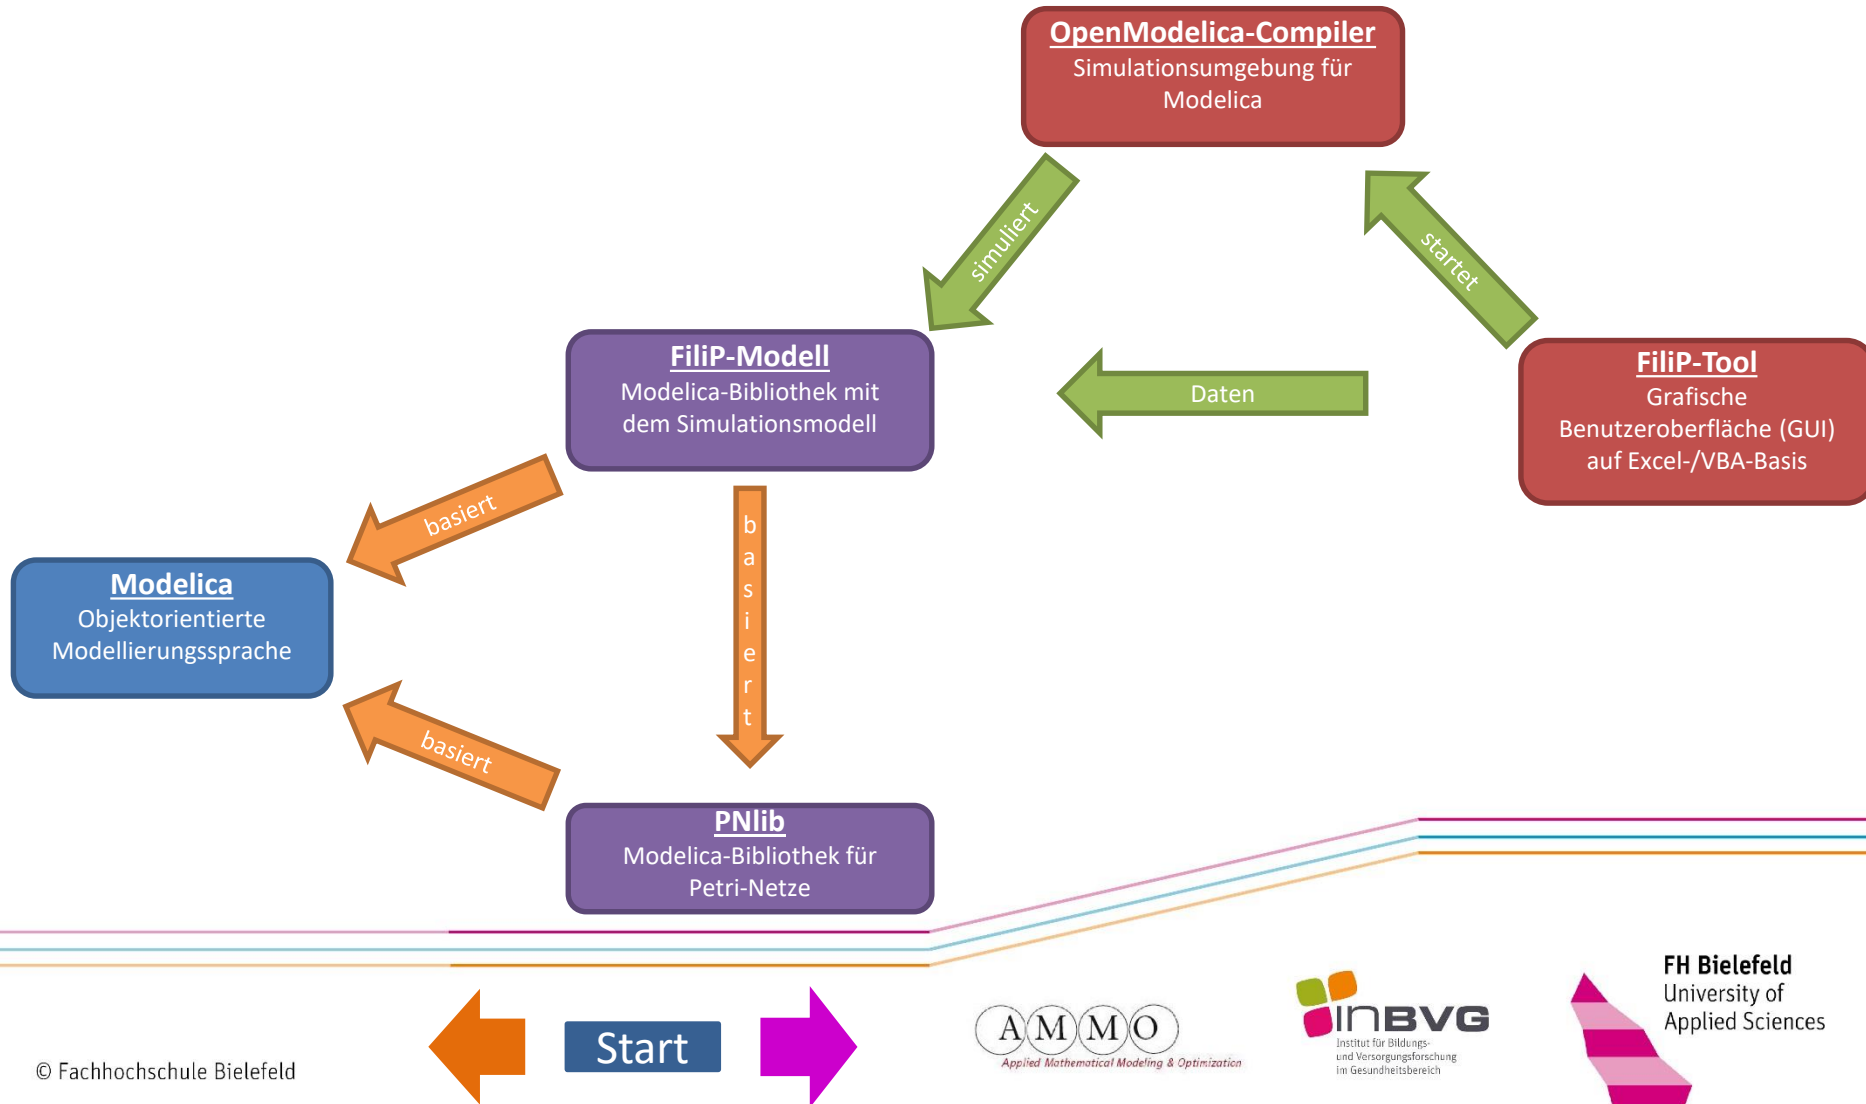 OpenModelica-Compiler
Simulationsumgebung für
Modelica
simuliert
startet
FiliP-Modell
Modelica-Bibliothek mit
dem Simulationsmodell
Daten
FiliP-Tool
Grafische
Benutzeroberfläche (GUI)
auf Excel-/VBA-Basis
basiert
basiert
Modelica
Objektorientierte
Modellierungssprache
basiert
PNlib
Modelica-Bibliothek für
Petri-Netze
© Fachhochschule Bielefeld
Start
AMMO
Applied Mathematical Modeling & Optimization
inBVG
Institut für Bildungs-
und Versorgungsforschung
im Gesundheitsbereich
FH Bielefeld
University of
Applied Sciences